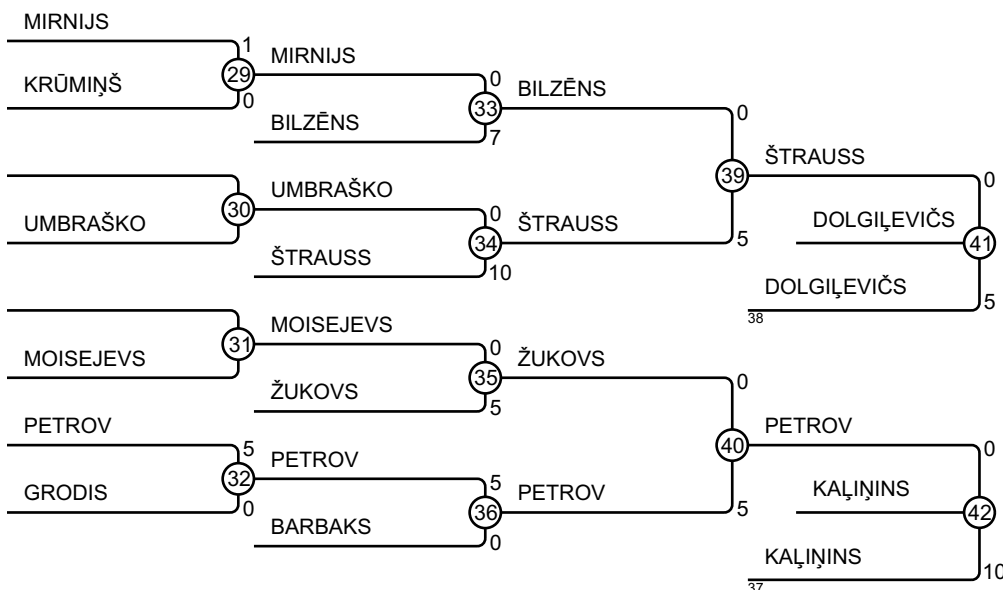 MIRNIJS
1
29
MIRNIJS
KRŪMIŅŠ
0
0
33
BILZĒNS
BILZĒNS
7
0
39
ŠTRAUSS
UMBRAŠKO
30
UMBRAŠKO
0
34
ŠTRAUSS
5
ŠTRAUSS
10
0
DOLGIĻEVIČS
41
DOLGIĻEVIČS
38
5
MOISEJEVS
31
MOISEJEVS
0
35
ŽUKOVS
ŽUKOVS
5
0
40
PETROV
PETROV
5
32
PETROV
GRODIS
0
5
36
PETROV
5
BARBAKS
0
0
KAĻIŅINS
42
KAĻIŅINS
37
10